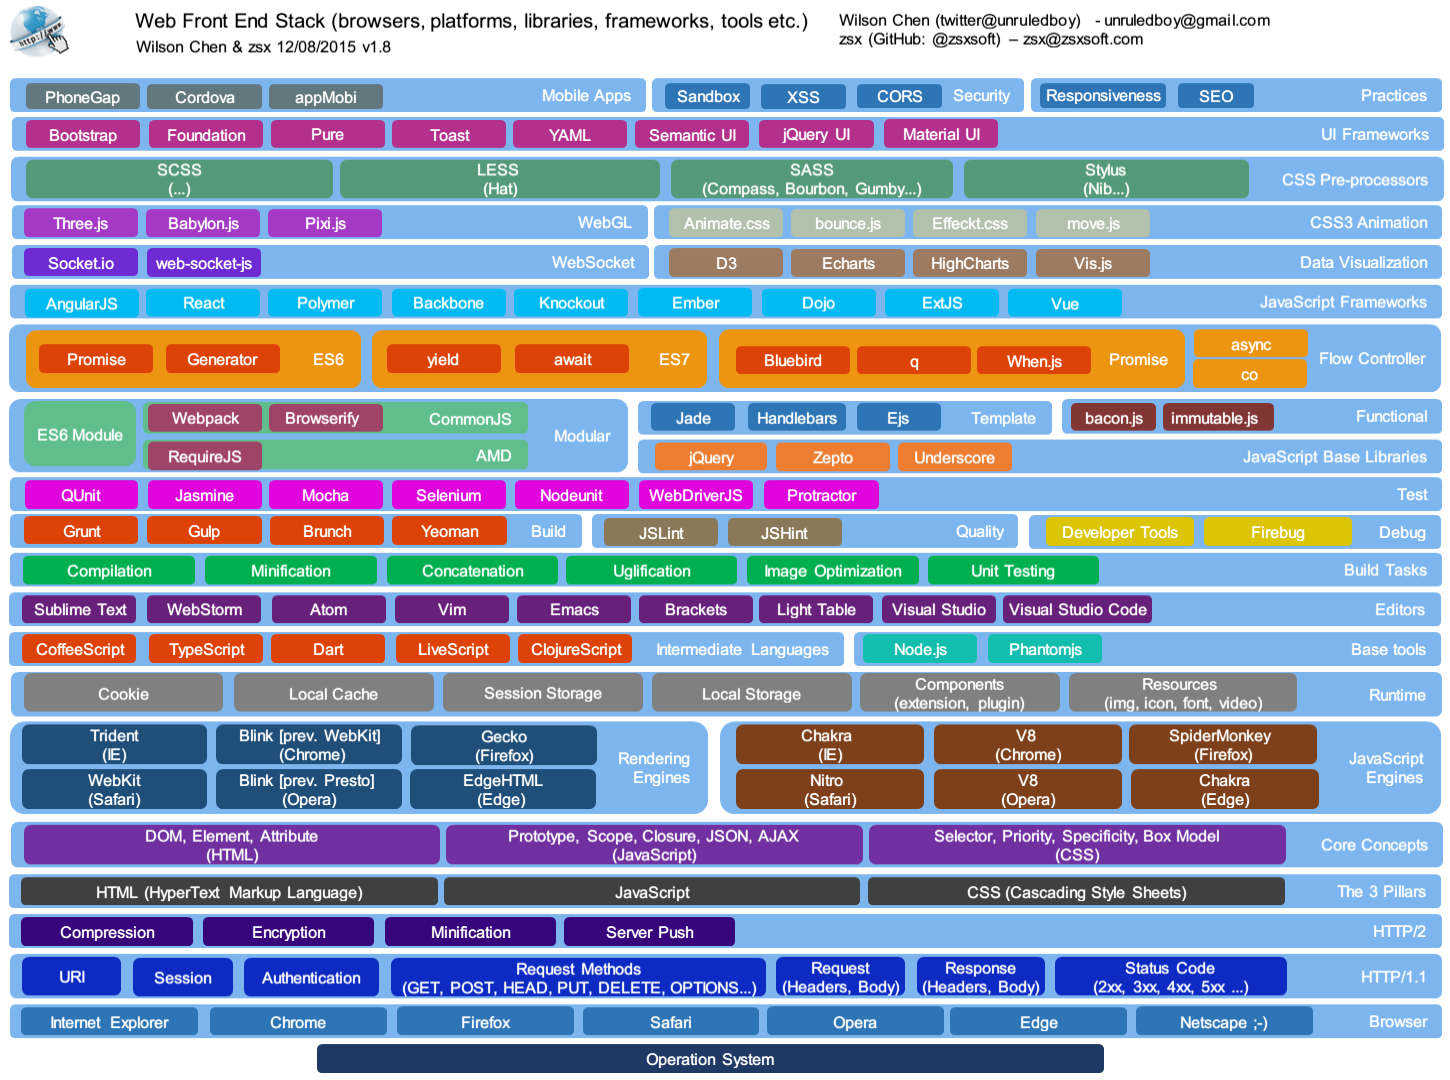 http://www
Web Front End Stack (browsers, platforms, libraries, frameworks, tools etc.)
Wilson Chen & zsx 12/08/2015 v1.8
Wilson Chen (twitter@unruledboy) - unruledboy@gmail.com
zsx (GitHub: @zsxsoft) – zsx@zsxsoft.com
PhoneGap Cordova appMobi Mobile Apps
Sandbox XSS CORS Security
Responsiveness SEO Practices
Bootstrap Foundation Pure Toast YAML Semantic UI jQuery UI Material UI UI Frameworks
SCSS
(...)
LESS
(Hat)
SASS
(Compass, Bourbon, Gumby...)
Stylus
(Nib...)
CSS Pre-processors
Three.js Babylon.js Pixi.js WebGL
Animate.css bounce.js Effeckt.css move.js CSS3 Animation
Socket.io web-socket-js WebSocket
D3 Echarts HighCharts Vis.js Data Visualization
AngularJS React Polymer Backbone Knockout Ember Dojo ExtJS Vue JavaScript Frameworks
Promise Generator ES6
yield await ES7
Bluebird q When.js Promise
async
co
Flow Controller
ES6 Module
Webpack Browserify CommonJS
RequireJS AMD
Modular
Jade Handlebars Ejs Template
bacon.js immutable.js Functional
jQuery Zepto Underscore JavaScript Base Libraries
QUnit Jasmine Mocha Selenium Nodeunit WebDriverJS Protractor Test
Grunt Gulp Brunch Yeoman Build
JSLint JSHint Quality
Developer Tools Firebug Debug
Compilation Minification Concatenation Uglification Image Optimization Unit Testing Build Tasks
Sublime Text WebStorm Atom Vim Emacs Brackets Light Table Visual Studio Visual Studio Code Editors
CoffeeScript TypeScript Dart LiveScript ClojureScript Intermediate Languages
Node.js Phantomjs Base tools
Cookie Local Cache Session Storage Local Storage
Components
(extension, plugin)
Resources
(img, icon, font, video)
Runtime
Trident
(IE)
Blink [prev. WebKit]
(Chrome)
Gecko
(Firefox)
WebKit
(Safari)
Blink [prev. Presto]
(Opera)
EdgeHTML
(Edge)
Rendering
Engines
Chakra
(IE)
V8
(Chrome)
SpiderMonkey
(Firefox)
Nitro
(Safari)
V8
(Opera)
Chakra
(Edge)
JavaScript
Engines
DOM, Element, Attribute
(HTML)
Prototype, Scope, Closure, JSON, AJAX
(JavaScript)
Selector, Priority, Specificity, Box Model
(CSS)
Core Concepts
HTML (HyperText Markup Language) JavaScript CSS (Cascading Style Sheets) The 3 Pillars
Compression Encryption Minification Server Push HTTP/2
URI Session Authentication
Request Methods
(GET, POST, HEAD, PUT, DELETE, OPTIONS...)
Request
(Headers, Body)
Response
(Headers, Body)
Status Code
(2xx, 3xx, 4xx, 5xx ...)
HTTP/1.1
Internet Explorer Chrome Firefox Safari Opera Edge Netscape ;-) Browser
Operation System